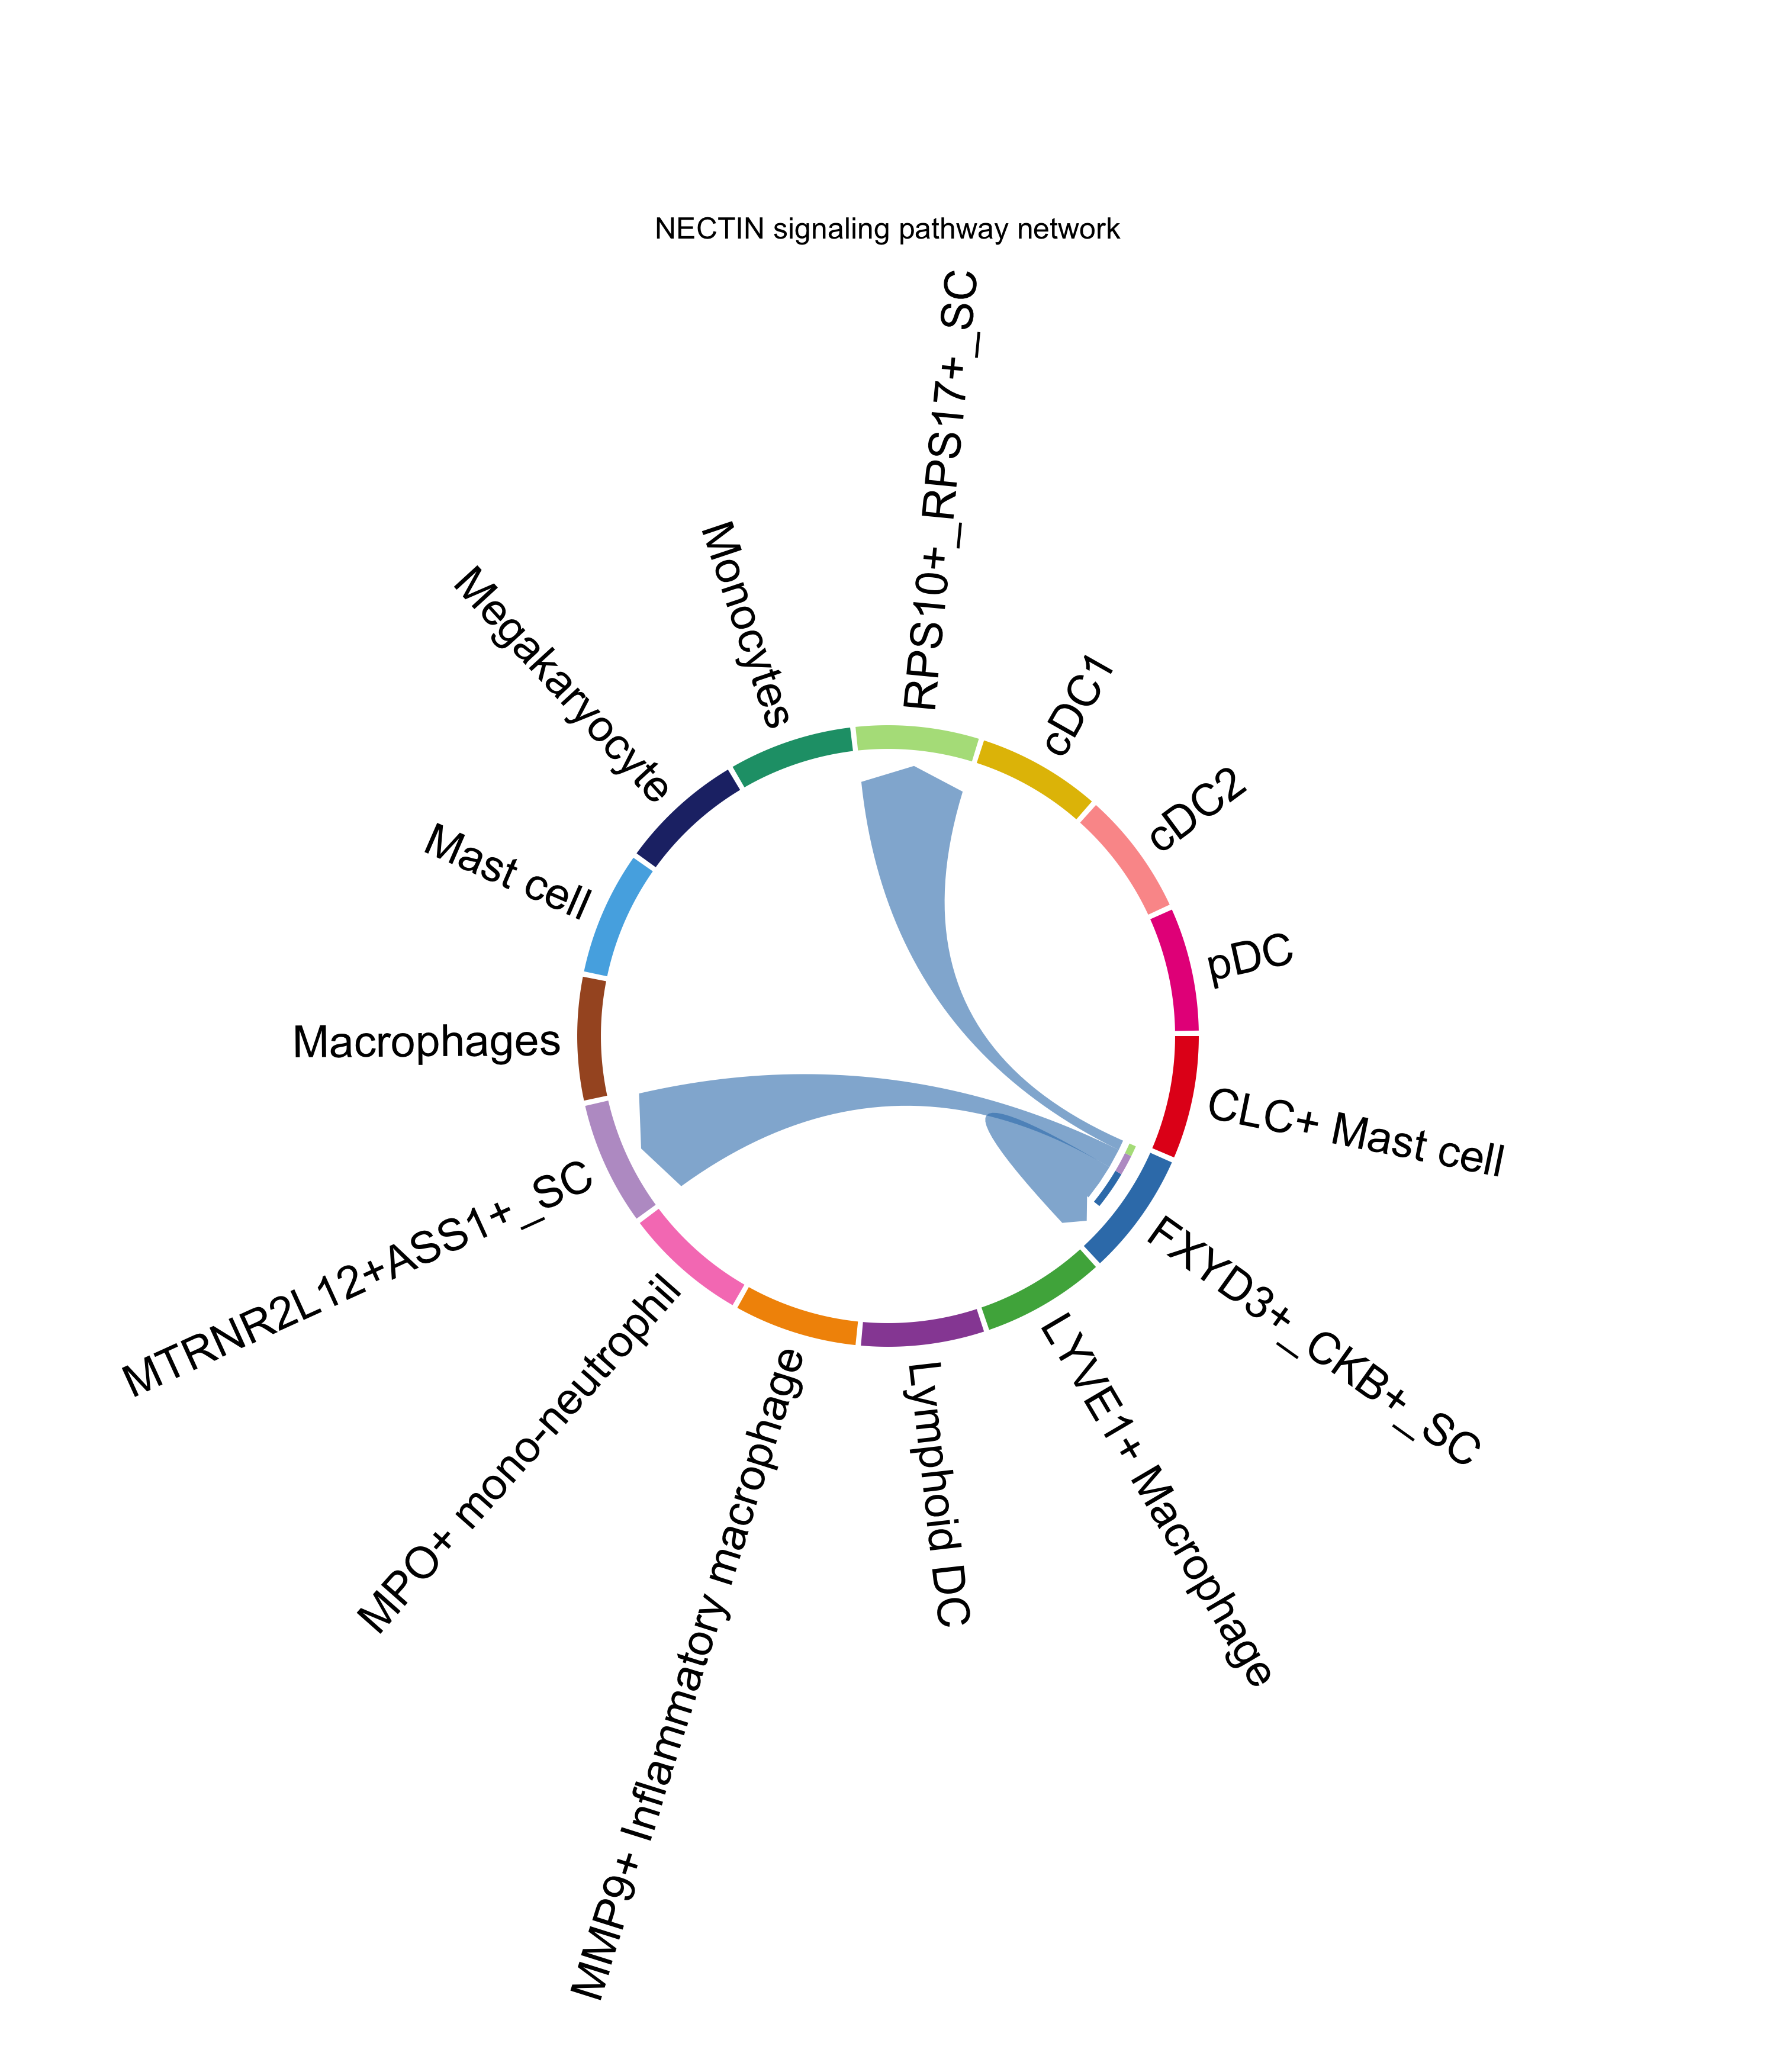 NECTIN signaling pathway network
RPS10+_RPS17+_SC
cDC1
cDC2
pDC
CLC+ Mast cell
FXYD3+_CKB+_SC
LYVE1+ Macrophage
Lymphoid DC
MMP9+ Inflammatory macrophage
MPO+ mono-neutrophil
MTRNR2L12+ASS1+_SC
Macrophages
Mast cell
Megakaryocyte
Monocytes